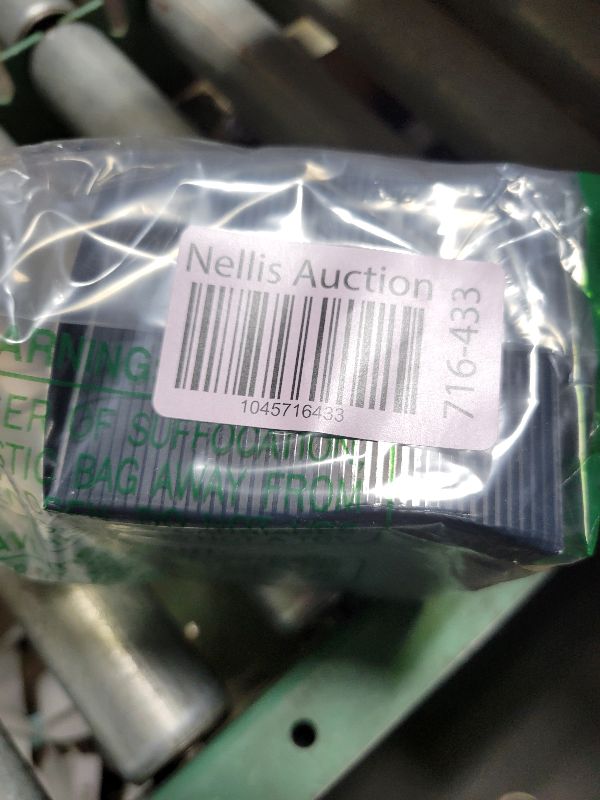 Nellis Auction
1045716433
716-433
ARNING
ER OF SUFFOCATION,
STIC BAG AWAY FROM